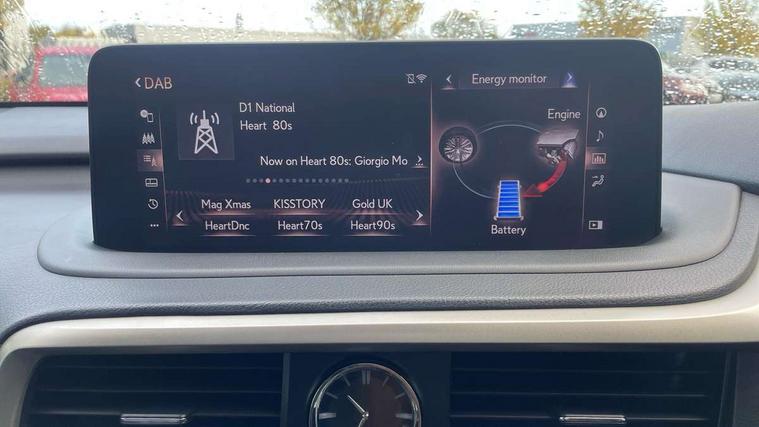 DAB
D1 National
Heart 80s
Now on Heart 80s: Giorgio Mo
Mag Xmas KISSTORY Gold UK
HeartDnc Heart70s Heart90s
Energy monitor
Engine
Battery